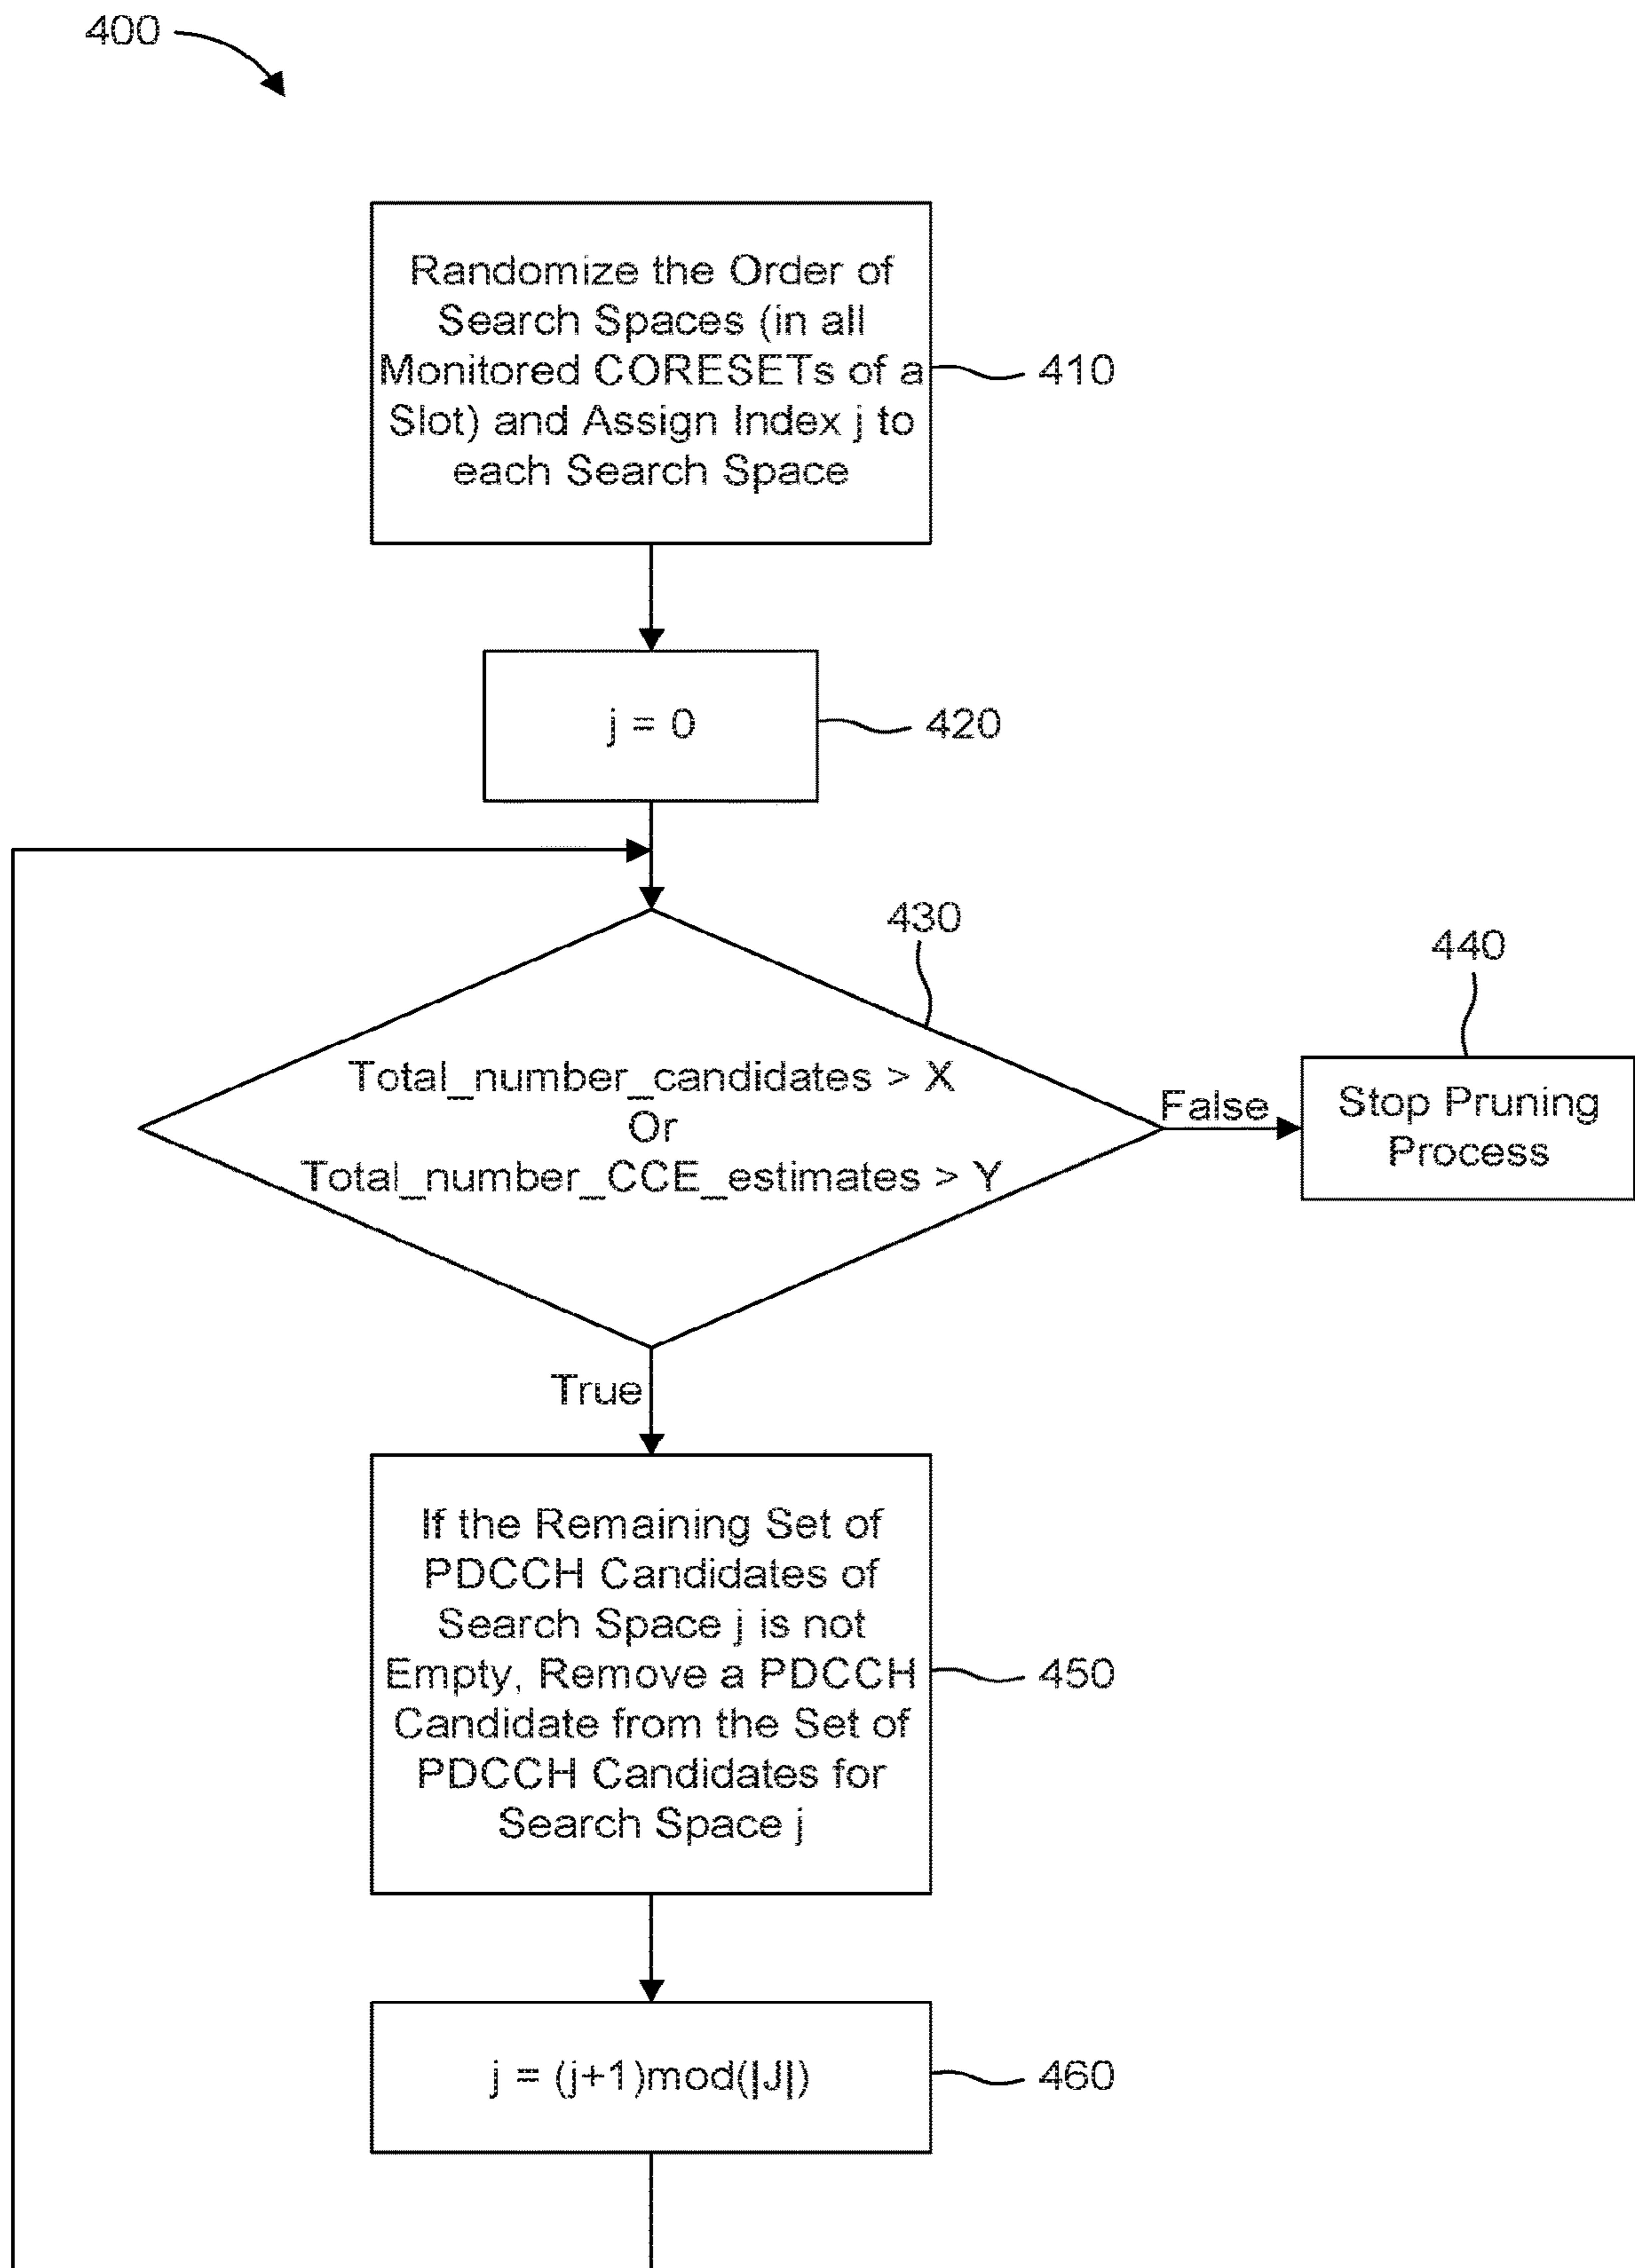 400
Randomize the Order of
Search Spaces (in all
Monitored CORESETs of a
Slot) and Assign Index j to
each Search Space
410
j = 0
420
430
440
Total_number_candidates > X
Or
Total_number_CCE_estimates > Y
False
Stop Pruning
Process
True
If the Remaining Set of
PDCCH Candidates of
Search Space j is not
Empty, Remove a PDCCH
Candidate from the Set of
PDCCH Candidates for
Search Space j
450
j = (j+1)mod(|J|)
460